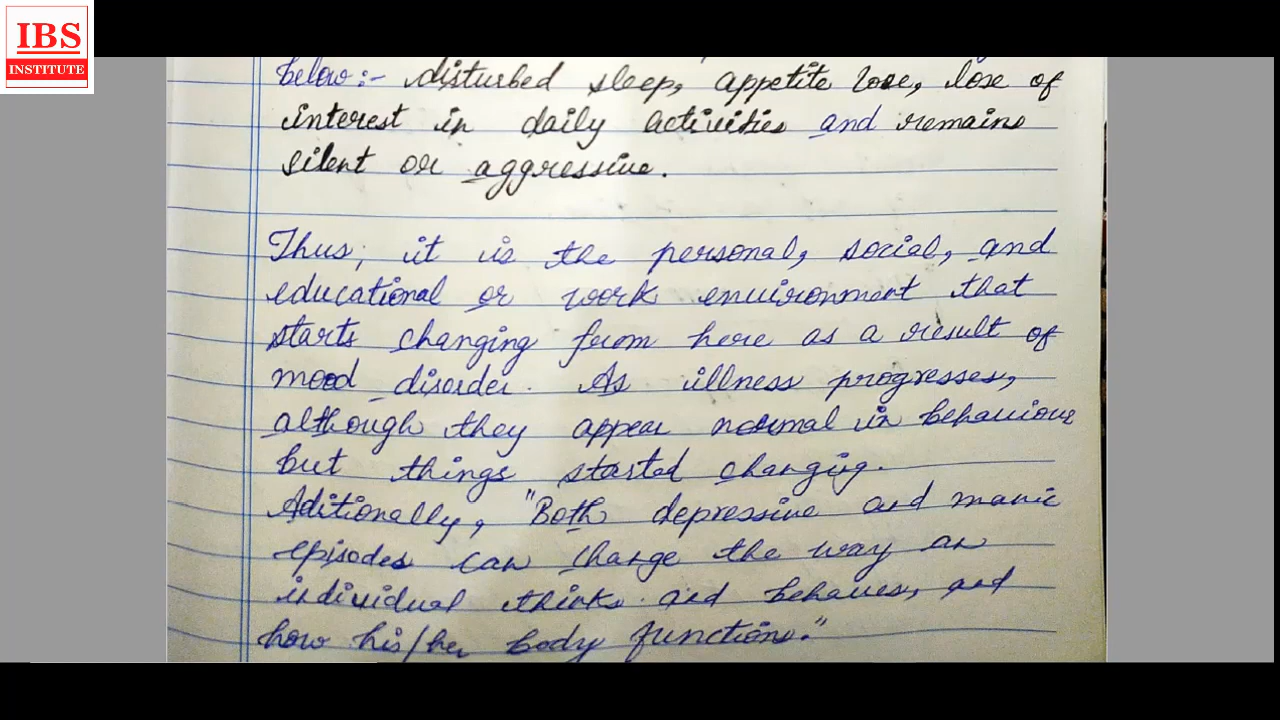 IBS
INSTITUTE
below:- disturbed sleep, appetite lose, lose of
interest in daily activities and remains
silent or aggressive.
Thus, it is the personal, social, and
educational or work environment that
starts changing from here as a result of
mood disorder. As illness progresses,
although they appear normal in behaviour
but things started changing.
Aditionally, "Both depressive and manic
episodes can change the way an
individual thinks and behaves, and
how his/her body functions."